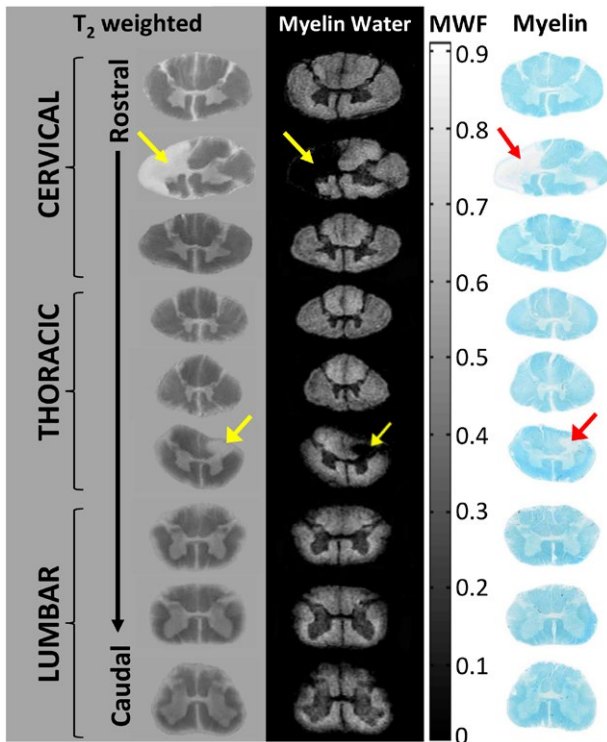 T₂ weighted
Myelin Water
MWF
Myelin
CERVICAL
THORACIC
LUMBAR
Rostral
Caudal
0.9
0.8
0.7
0.6
0.5
0.4
0.3
0.2
0.1
0